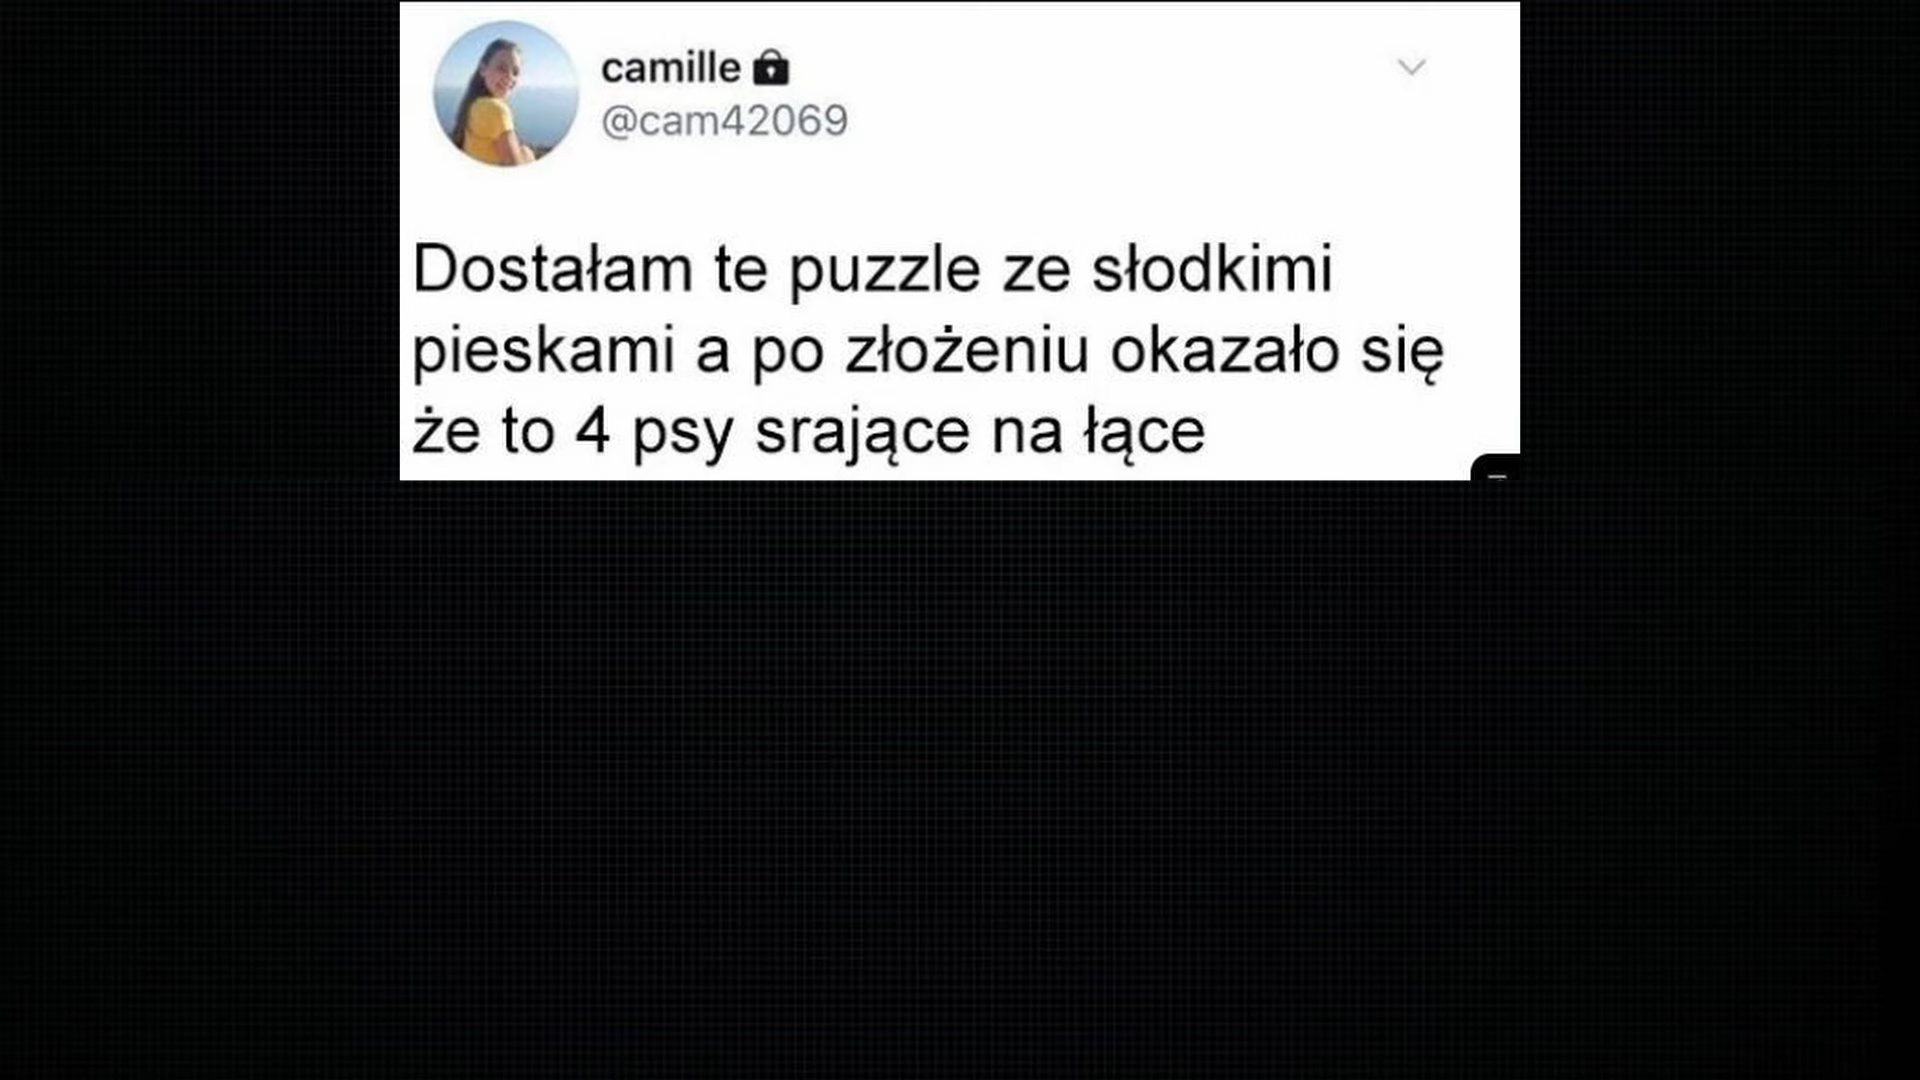 camille
@cam42069
Dostałam te puzzle ze słodkimi
pieskami a po złożeniu okazało się
że to 4 psy srające na łące